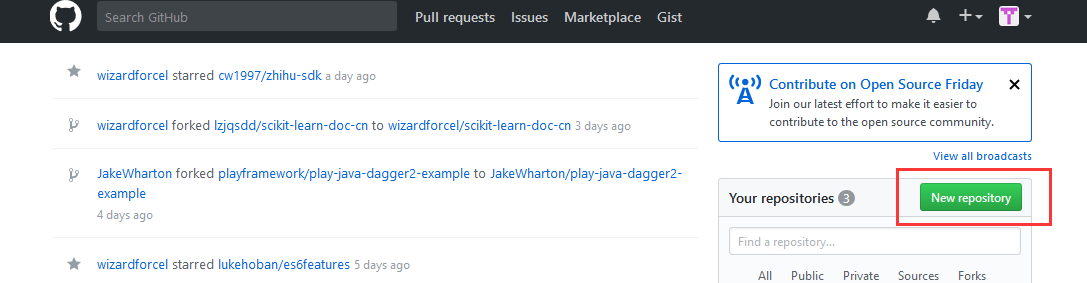 Search GitHub
Pull requests Issues Marketplace Gist
wizardforcel starred cw1997/zhihu-sdk a day ago
wizardforcel forked lzjqsdd/scikit-learn-doc-cn to wizardforcel/scikit-learn-doc-cn 3 days ago
JakeWharton forked playframework/play-java-dagger2-example to JakeWharton/play-java-dagger2-
example
4 days ago
wizardforcel starred lukehoban/es6features 5 days ago
Contribute on Open Source Friday
Join our latest effort to make it easier to
contribute to the open source community.
View all broadcasts
Your repositories 3
New repository
Find a repository...
All Public Private Sources Forks